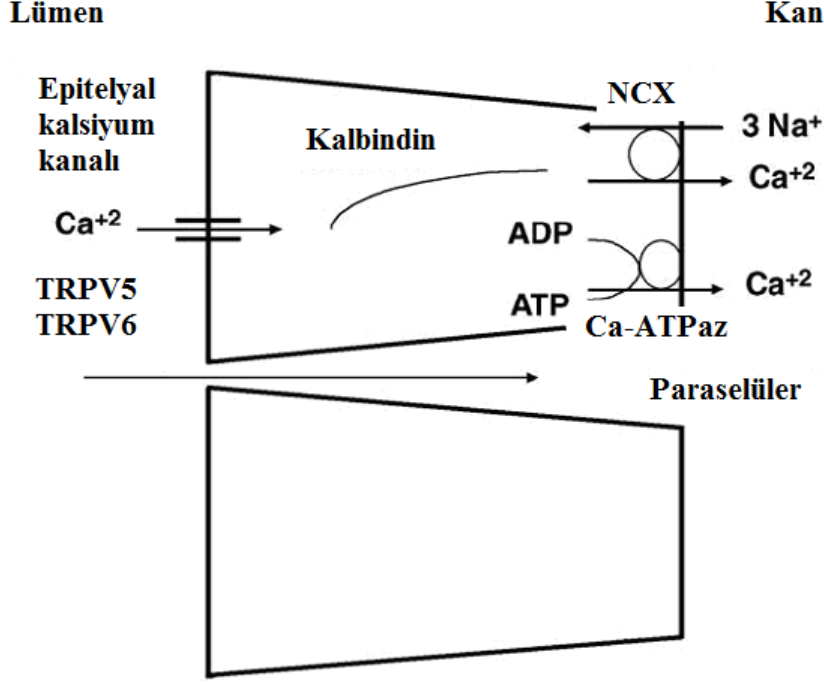 Lümen
Kan
Epitelyal
kalsiyum
kanalı
NCX
Kalbindin
3 Na+
Ca+2
Ca+2
ADP
Ca+2
TRPV5
TRPV6
ATP
Ca-ATPaz
Paraselüler